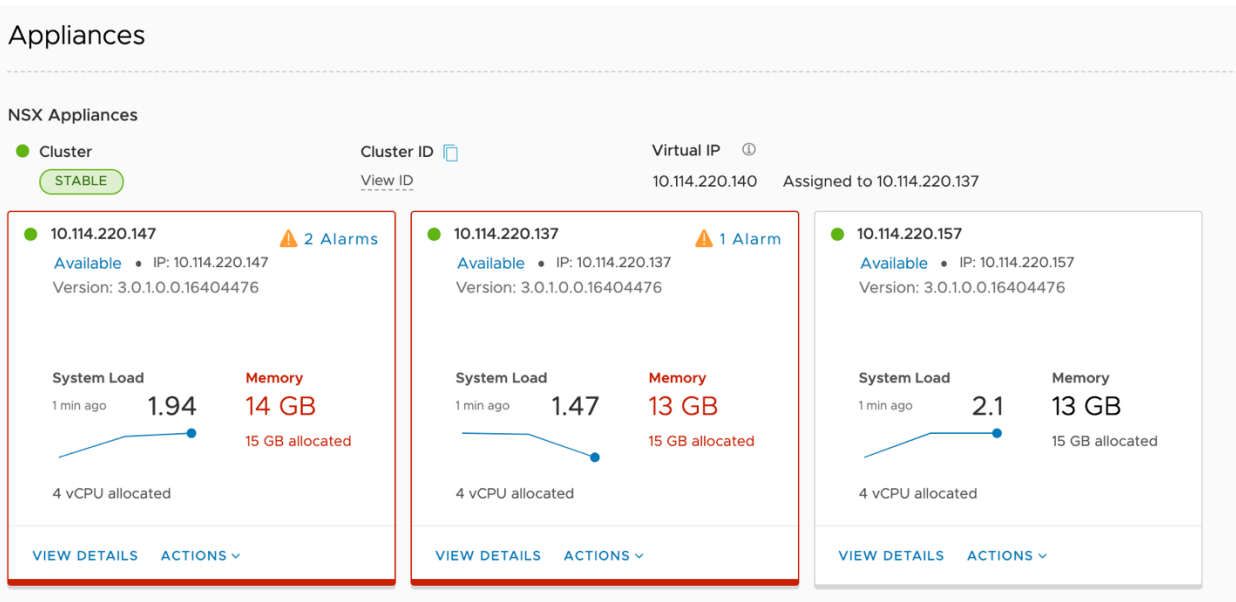 Appliances
NSX Appliances
Cluster
STABLE
Cluster ID
View ID
Virtual IP
10.114.220.140 Assigned to 10.114.220.137
10.114.220.147
2 Alarms
Available • IP: 10.114.220.147
Version: 3.0.1.0.0.16404476
System Load
1 min ago 1.94
Memory
14 GB
15 GB allocated
4 vCPU allocated
VIEW DETAILS ACTIONS
10.114.220.137
1 Alarm
Available • IP: 10.114.220.137
Version: 3.0.1.0.0.16404476
System Load
1 min ago 1.47
Memory
13 GB
15 GB allocated
4 vCPU allocated
VIEW DETAILS ACTIONS
10.114.220.157
Available • IP: 10.114.220.157
Version: 3.0.1.0.0.16404476
System Load
1 min ago 2.1
Memory
13 GB
15 GB allocated
4 vCPU allocated
VIEW DETAILS ACTIONS